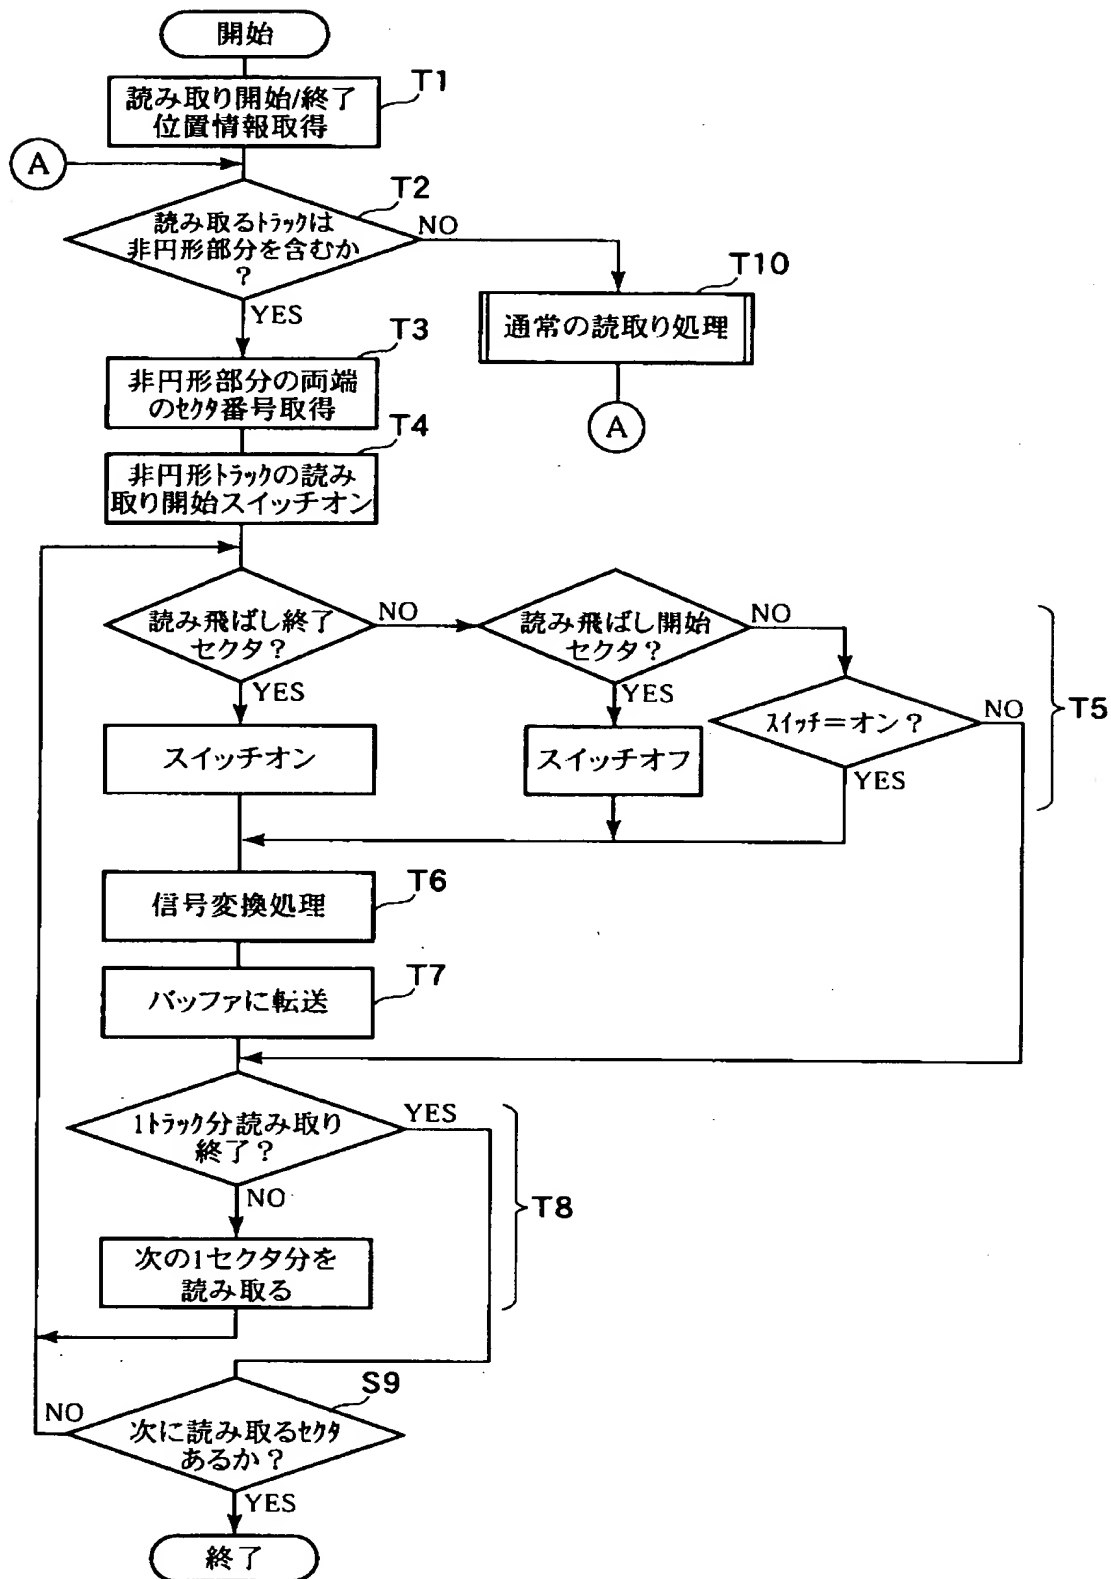 開始
読み取り開始/終了
位置情報取得
T1
A
読み取るトラックは
非円形部分を含むか
?
T2
NO
YES
T10
通常の読取り処理
A
非円形部分の両端
のセクタ番号取得
T3
非円形トラックの読み
取り開始スイッチオン
T4
読み飛ばし終了
セクタ?
NO
YES
読み飛ばし開始
セクタ?
NO
YES
スイッチ=オン?
NO
YES
T5
スイッチオン
スイッチオフ
信号変換処理
T6
バッファに転送
T7
1トラック分読み取り
終了?
YES
NO
次の1セクタ分を
読み取る
T8
次に読み取るセクタ
あるか?
S9
NO
YES
終了